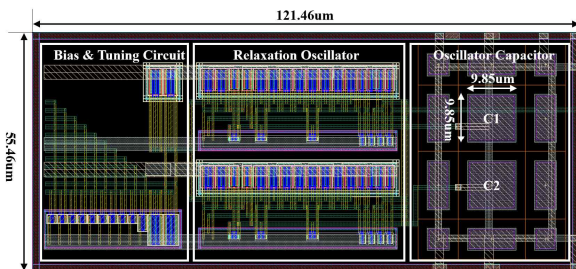 121.46um
55.46um
Bias & Tuning Circuit
Relaxation Oscillator
Oscillator Capacitor
9.85um
9.85um
C1
C2